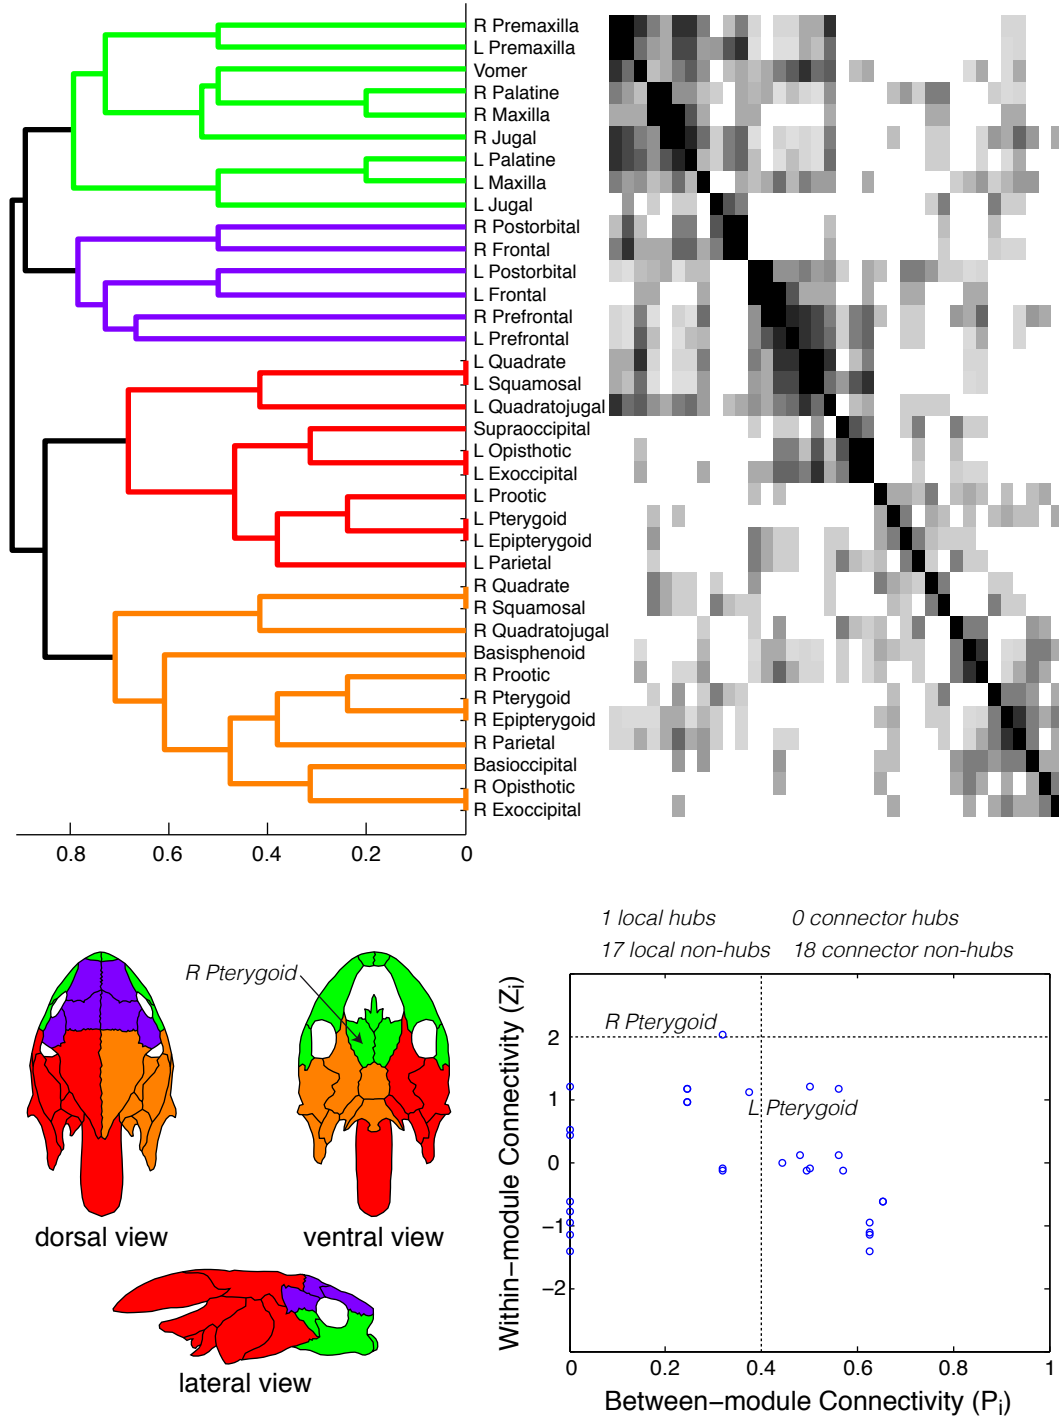 R Premaxilla
L Premaxilla
Vomer
R Palatine
R Maxilla
R Jugal
L Palatine
L Maxilla
L Jugal
R Postorbital
R Frontal
L Postorbital
L Frontal
R Prefrontal
L Prefrontal
L Quadrate
L Squamosal
L Quadratojugal
Supraoccipital
L Opisthotic
L Exoccipital
L Prootic
L Pterygoid
L Epipterygoid
L Parietal
R Quadrate
R Squamosal
R Quadratojugal
Basisphenoid
R Prootic
R Pterygoid
R Epipterygoid
R Parietal
Basioccipital
R Opisthotic
R Exoccipital
0.8 0.6 0.4 0.2 0
R Pterygoid
dorsal view
ventral view
lateral view
1 local hubs 0 connector hubs
17 local non-hubs 18 connector non-hubs
Within−module Connectivity (Zi)
2
1
0
−1
−2
R Pterygoid
L Pterygoid
0 0.2 0.4 0.6 0.8 1
Between−module Connectivity (Pi)